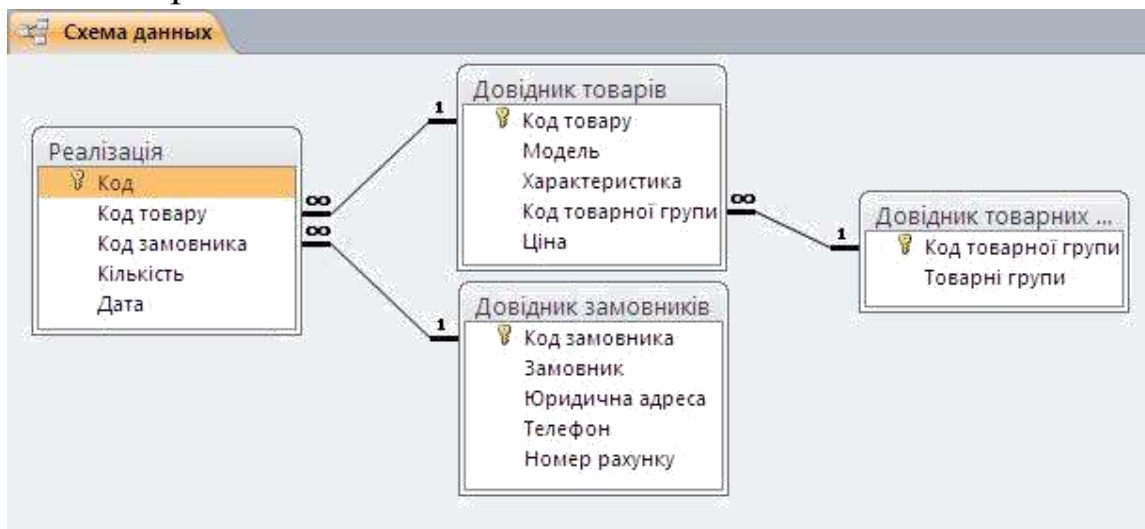 Схема данных
Реалізація
Код
Код товару
Код замовника
Кількість
Дата
1
∞
∞
1
Довідник товарів
Код товару
Модель
Характеристика
Код товарної групи
Ціна
∞
1
Довідник замовників
Код замовника
Замовник
Юридична адреса
Телефон
Номер рахунку
Довідник товарних ...
Код товарної групи
Товарні групи